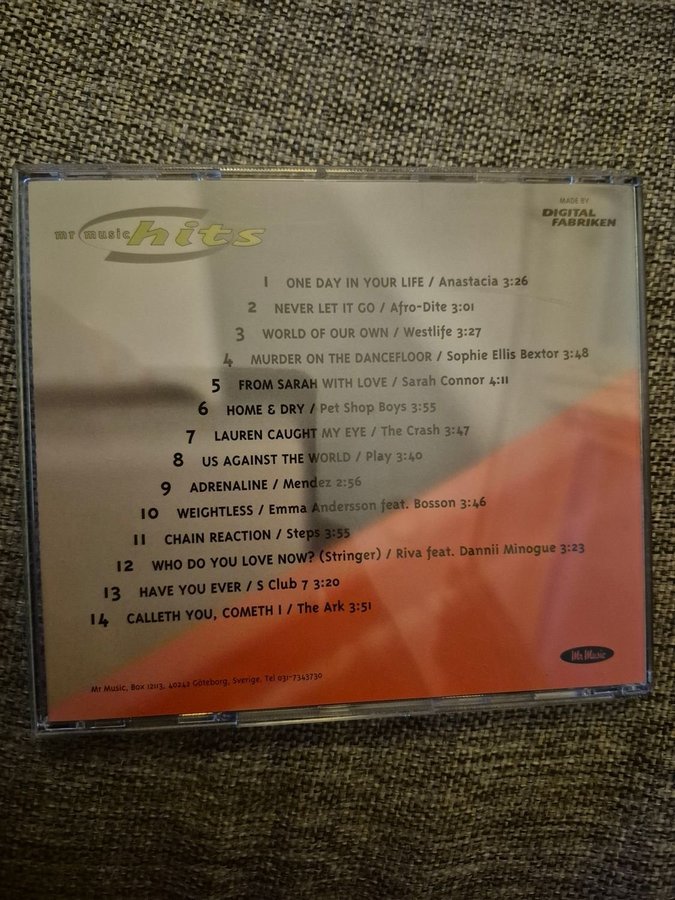 MADE BY
DIGITAL
FABRIKEN
mr music hits
1 ONE DAY IN YOUR LIFE / Anastacia 3:26
2 NEVER LET IT GO / Afro-Dite 3:01
3 WORLD OF OUR OWN / Westlife 3:27
4 MURDER ON THE DANCEFLOOR / Sophie Ellis Bextor 3:48
5 FROM SARAH WITH LOVE / Sarah Connor 4:11
6 HOME & DRY / Pet Shop Boys 3:55
7 LAUREN CAUGHT MY EYE / The Crash 3:47
8 US AGAINST THE WORLD / Play 3:40
9 ADRENALINE / Mendez 2:56
10 WEIGHTLESS / Emma Andersson feat. Bosson 3:46
11 CHAIN REACTION / Steps 3:55
12 WHO DO YOU LOVE NOW? (Stringer) / Riva feat. Dannii Minogue 3:23
13 HAVE YOU EVER / S Club 7 3:20
14 CALLETH YOU, COMETH I / The Ark 3:51
Mr Music
Mr Music, Box 12113, 40242 Göteborg, Sverige. Tel 031-7343730